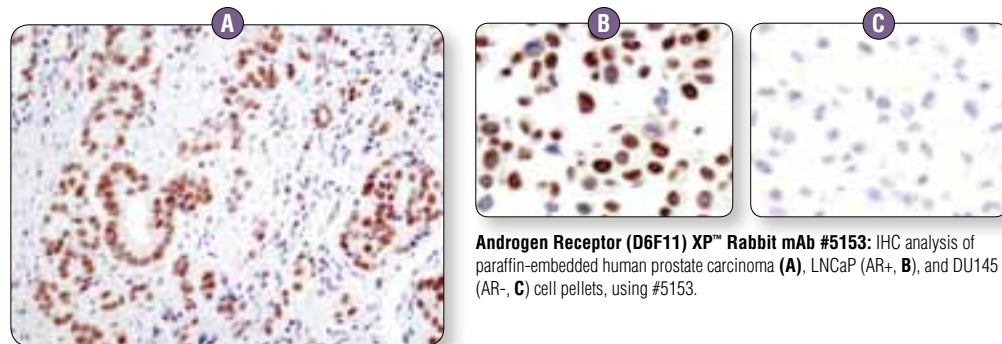 A
B
C
Androgen Receptor (D6F11) XP™ Rabbit mAb #5153: IHC analysis of
paraffin-embedded human prostate carcinoma (A), LNCaP (AR+, B), and DU145
(AR-, C) cell pellets, using #5153.